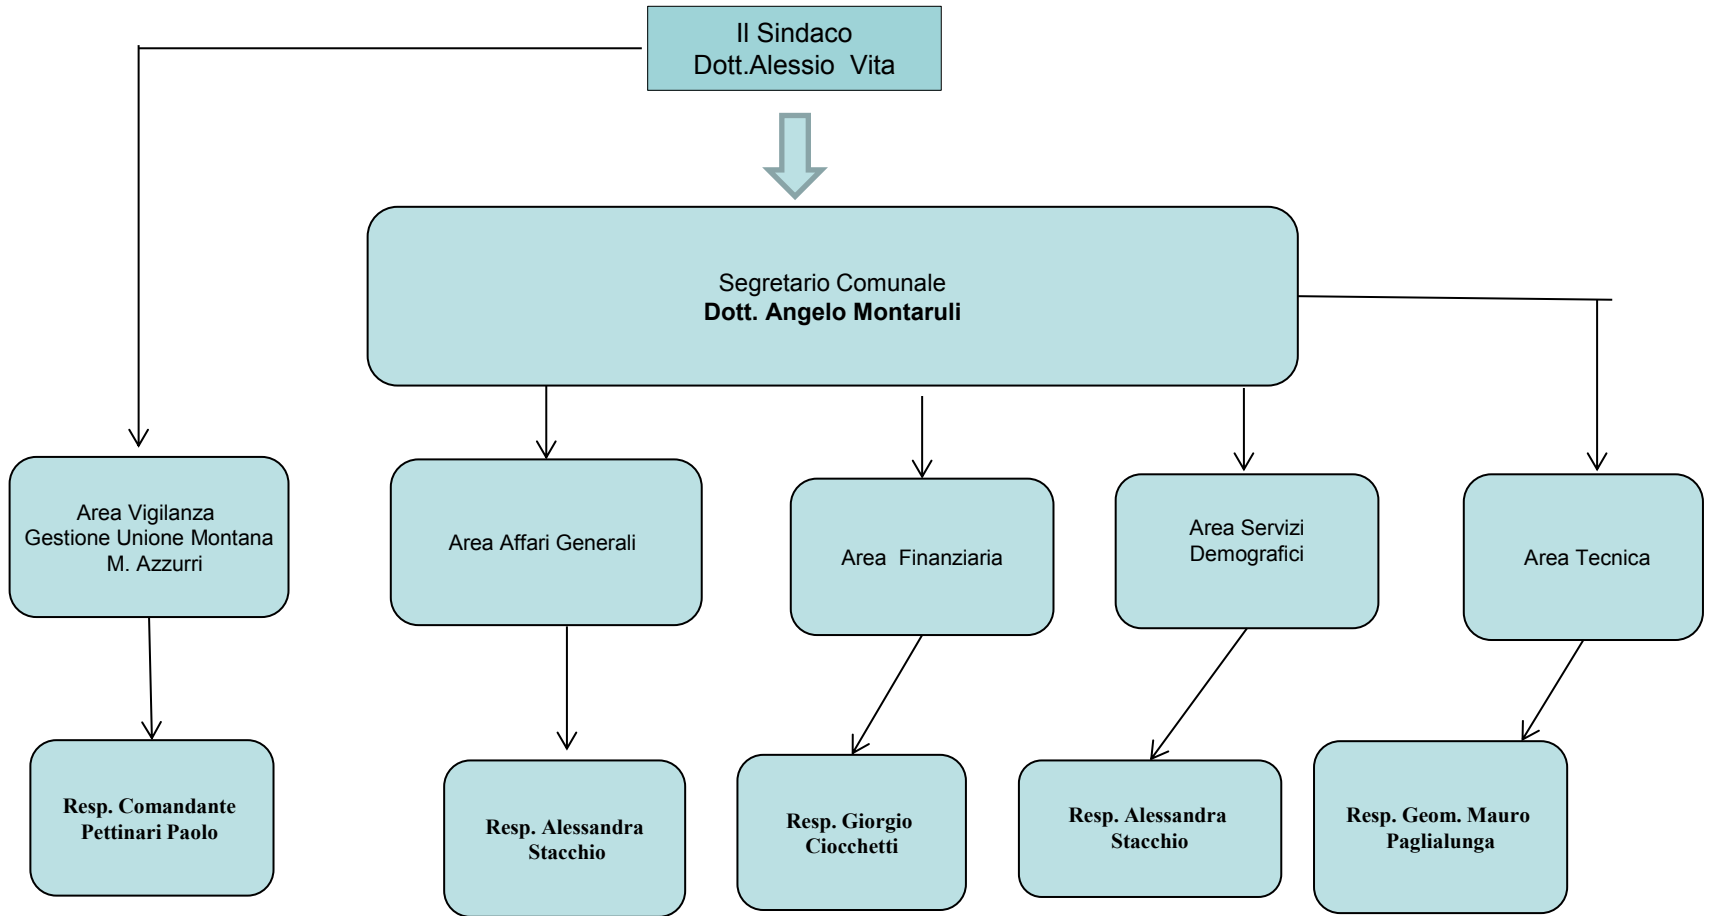 Il Sindaco
Dott.Alessio Vita
Segretario Comunale
Dott. Angelo Montaruli
Area Vigilanza
Gestione Unione Montana
M. Azzurri
Area Affari Generali
Area Finanziaria
Area Servizi
Demografici
Area Tecnica
Resp. Comandante
Pettinari Paolo
Resp. Alessandra
Stacchio
Resp. Giorgio
Ciocchetti
Resp. Alessandra
Stacchio
Resp. Geom. Mauro
Paglialunga